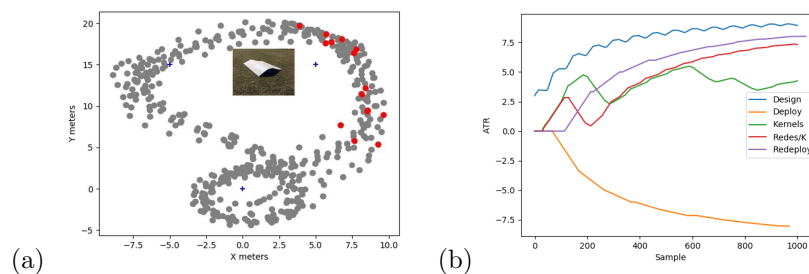 20
15
10
5
0
−5
Y meters
−7.5 −5.0 −2.5 0.0 2.5 5.0 7.5 10.0
X meters
(a)
7.5
5.0
2.5
0.0
−2.5
−5.0
−7.5
ATR
Design
Deploy
Kernels
Redes/K
Redeploy
0 200 400 600 800 1000
Sample
(b)